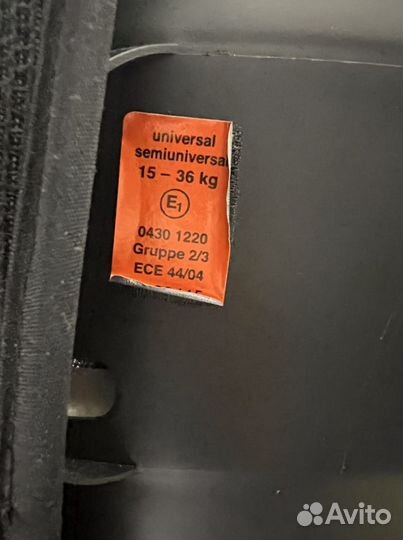 universal
semiuniversal
15 – 36 kg
E1
0430 1220
Gruppe 2/3
ECE 44/04
Avito